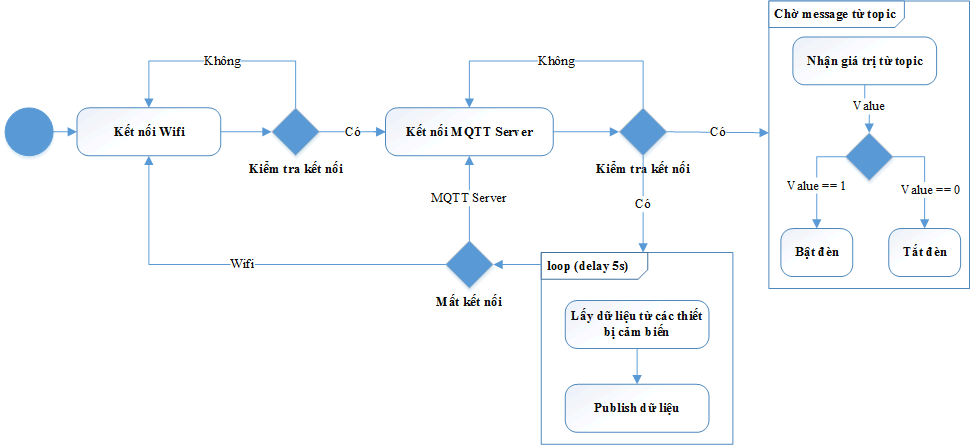 Chờ message từ topic
Nhận giá trị từ topic
Value
Value == 1
Value == 0
Bật đèn
Tắt đèn
Không
Không
Kết nối Wifi
Có
Kết nối MQTT Server
Có
Kiểm tra kết nối
Kiểm tra kết nối
MQTT Server
Có
Wifi
Mất kết nối
loop (delay 5s)
Lấy dữ liệu từ các thiết
bị cảm biến
Publish dữ liệu